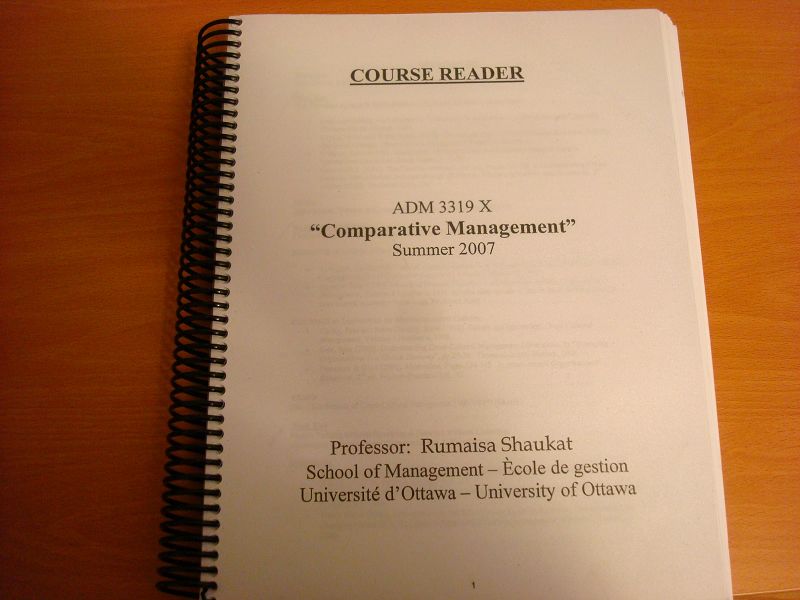 COURSE READER
ADM 3319 X
“Comparative Management”
Summer 2007
Professor: Rumaisa Shaukat
School of Management – Ècole de gestion
Université d’Ottawa – University of Ottawa
1